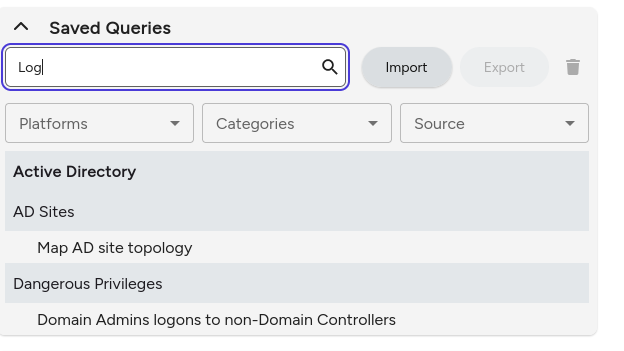 Saved Queries
Log
Import
Export
Platforms
Categories
Source
Active Directory
AD Sites
Map AD site topology
Dangerous Privileges
Domain Admins logons to non-Domain Controllers